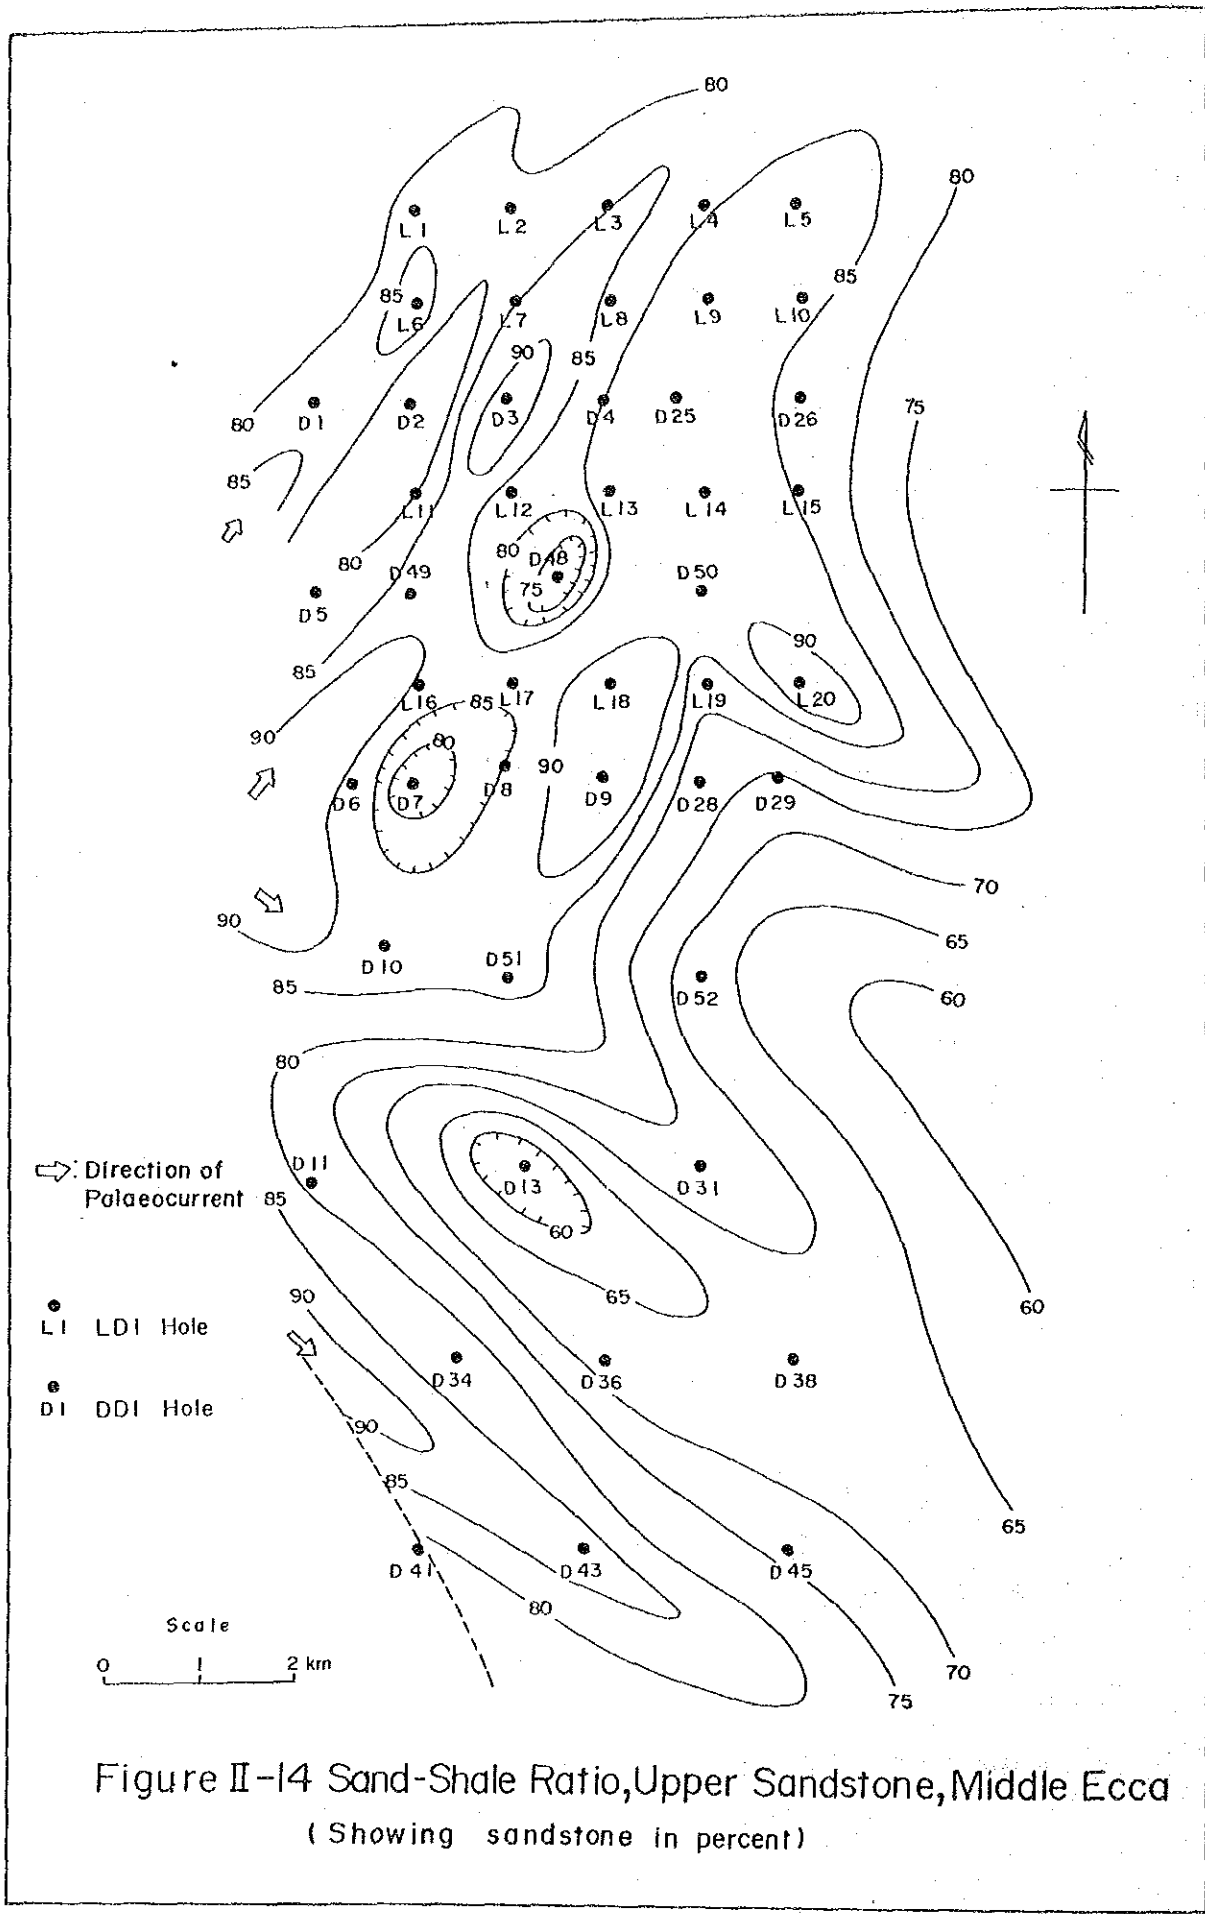 80
80
L1
L2
L3
L4
L5
85
85
L6
L7
L8
L9
L10
90
85
80
D1
D2
D3
D4
D25
D26
75
85
L11
L12
L13
L14
L15
80
80
D48
D49
75
D50
D5
85
90
L16
85
L17
L18
L19
L20
90
80
90
D6
D7
D8
D9
D28
D29
90
70
65
D10
D51
85
D52
60
80
D11
85
D13
D31
60
65
90
60
D34
D36
D38
90
85
65
D41
D43
D45
80
70
75
⇨: Direction of
Palaeocurrent
L1 LD1 Hole
D1 DD1 Hole
Scale
0 1 2 km
Figure II-14 Sand-Shale Ratio, Upper Sandstone, Middle Ecca
(Showing sandstone in percent)